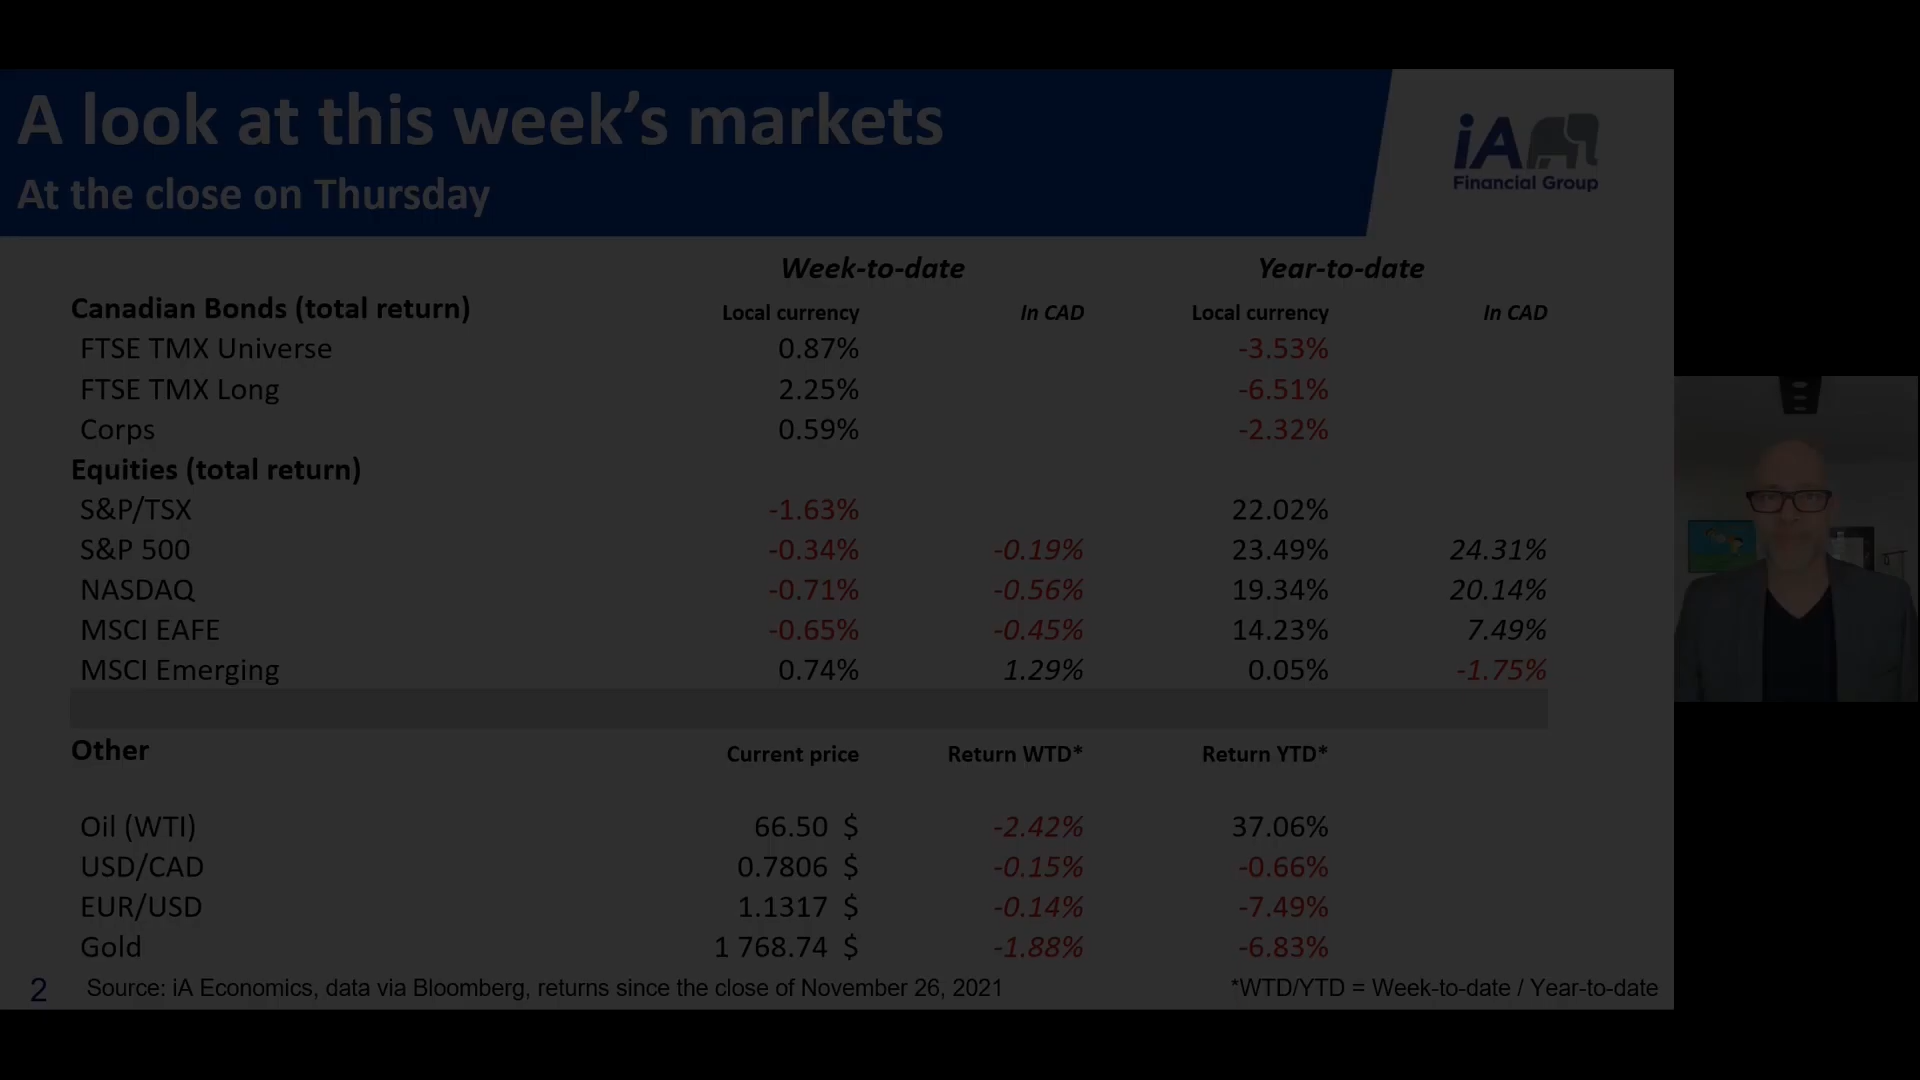 A look at this week’s markets
At the close on Thursday
iA
Financial Group
Week-to-date Year-to-date
Canadian Bonds (total return) Local currency In CAD Local currency In CAD
FTSE TMX Universe 0.87% -3.53%
FTSE TMX Long 2.25% -6.51%
Corps 0.59% -2.32%
Equities (total return)
S&P/TSX -1.63% 22.02%
S&P 500 -0.34% -0.19% 23.49% 24.31%
NASDAQ -0.71% -0.56% 19.34% 20.14%
MSCI EAFE -0.65% -0.45% 14.23% 7.49%
MSCI Emerging 0.74% 1.29% 0.05% -1.75%
Other Current price Return WTD* Return YTD*
Oil (WTI) 66.50 $ -2.42% 37.06%
USD/CAD 0.7806 $ -0.15% -0.66%
EUR/USD 1.1317 $ -0.14% -7.49%
Gold 1 768.74 $ -1.88% -6.83%
2 Source: iA Economics, data via Bloomberg, returns since the close of November 26, 2021 *WTD/YTD = Week-to-date / Year-to-date